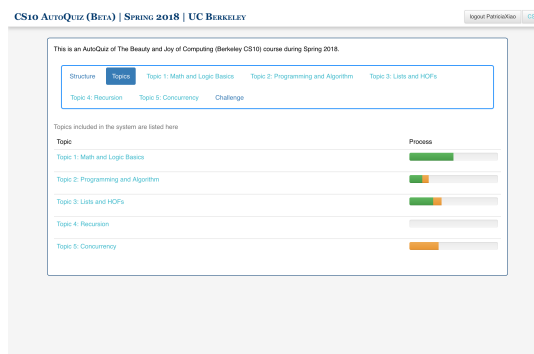 CS10 AutoQuiz (Beta) | Spring 2018 | UC Berkeley
logout PatriciaXiao
This is an AutoQuiz of The Beauty and Joy of Computing (Berkeley CS10) course during Spring 2018.
Structure Topics Topic 1: Math and Logic Basics Topic 2: Programming and Algorithm Topic 3: Lists and HOFs
Topic 4: Recursion Topic 5: Concurrency Challenge
Topics included in the system are listed here
Topic Process
Topic 1: Math and Logic Basics
Topic 2: Programming and Algorithm
Topic 3: Lists and HOFs
Topic 4: Recursion
Topic 5: Concurrency